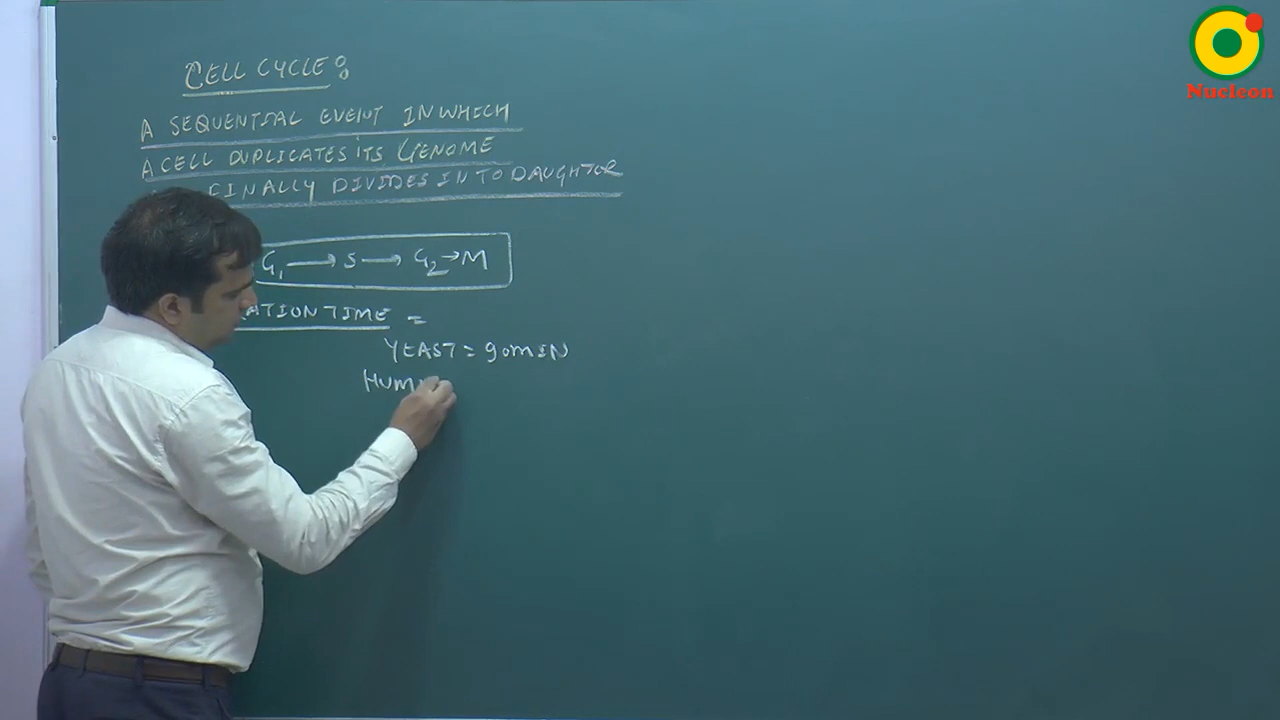 CELL CYCLE:
A SEQUENTIAL EVENT IN WHICH
A CELL DUPLICATES ITS GENOME
FINALLY DIVIDES INTO DAUGHTER
G₁ → S → G₂ → M
RATION TIME =
YEAST = 90 MIN
HUM
Nucleon